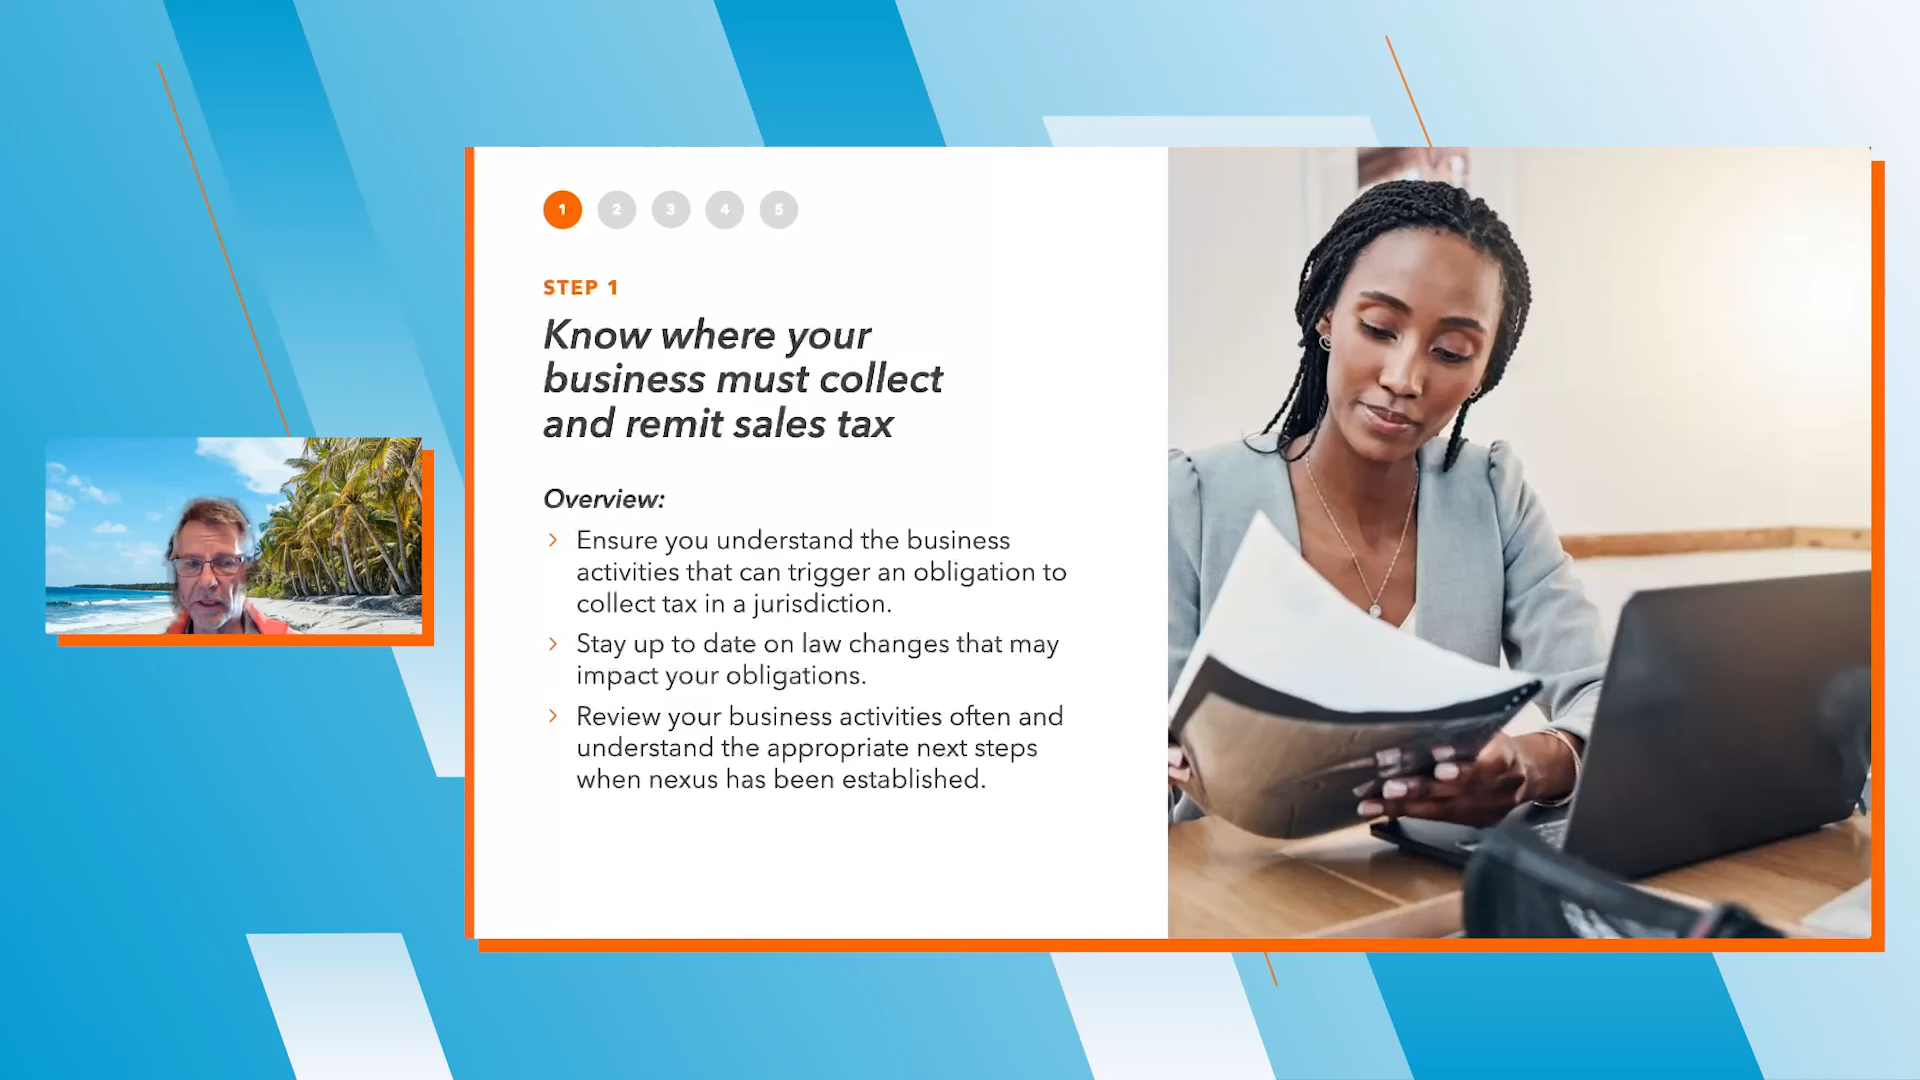 1 2 3 4 5
STEP 1
Know where your
business must collect
and remit sales tax
Overview:
Ensure you understand the business
activities that can trigger an obligation to
collect tax in a jurisdiction.
Stay up to date on law changes that may
impact your obligations.
Review your business activities often and
understand the appropriate next steps
when nexus has been established.